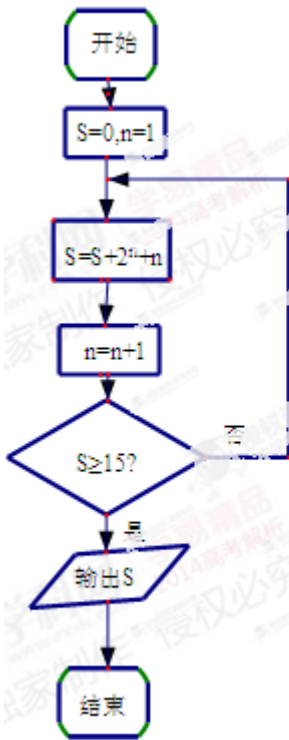 开始
S=0,n=1
S=S+2ⁿ+n
n=n+1
S≥15?
否
是
输出S
结束